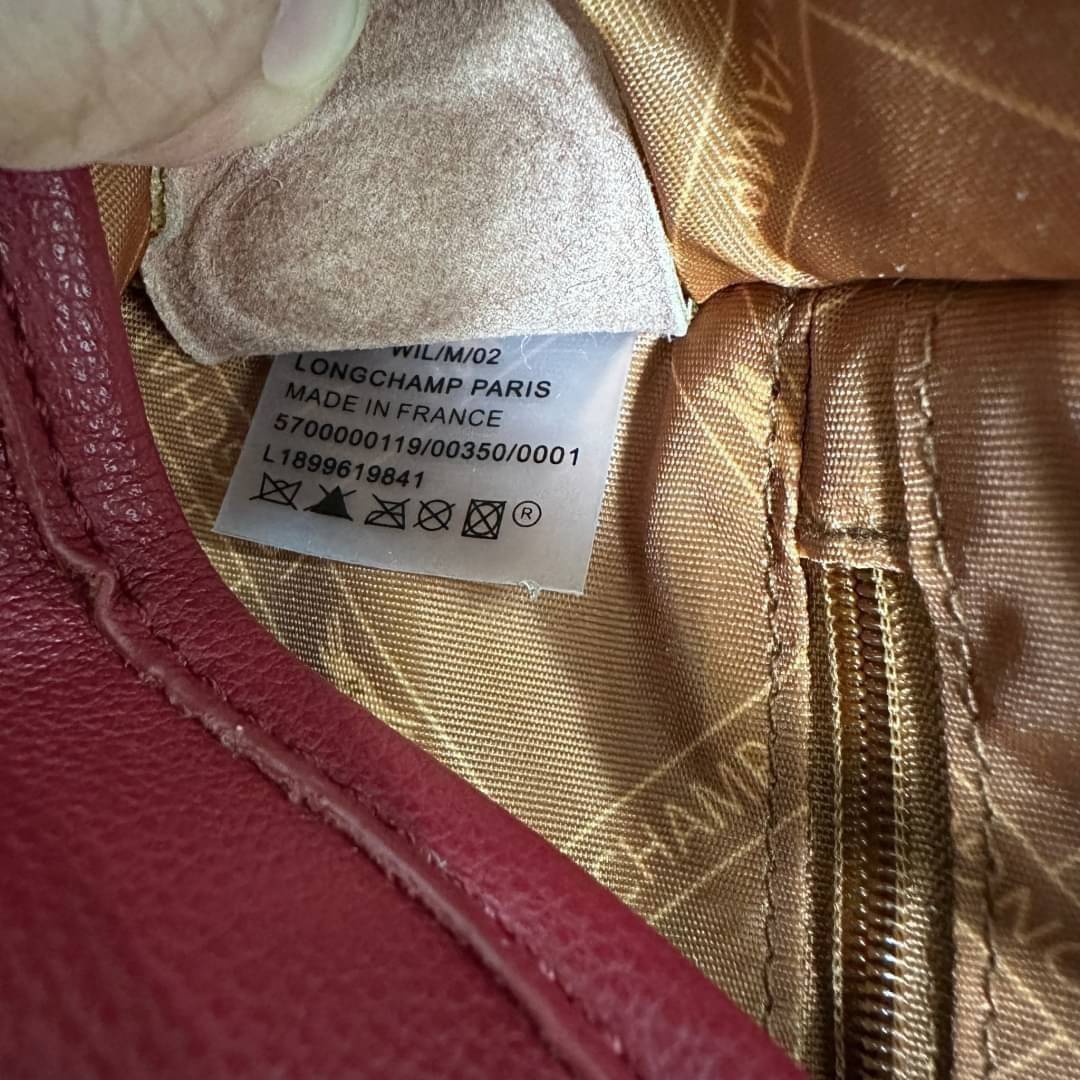 WIL/M/02
LONGCHAMP PARIS
MADE IN FRANCE
5700000119/00350/0001
L1899619841
®